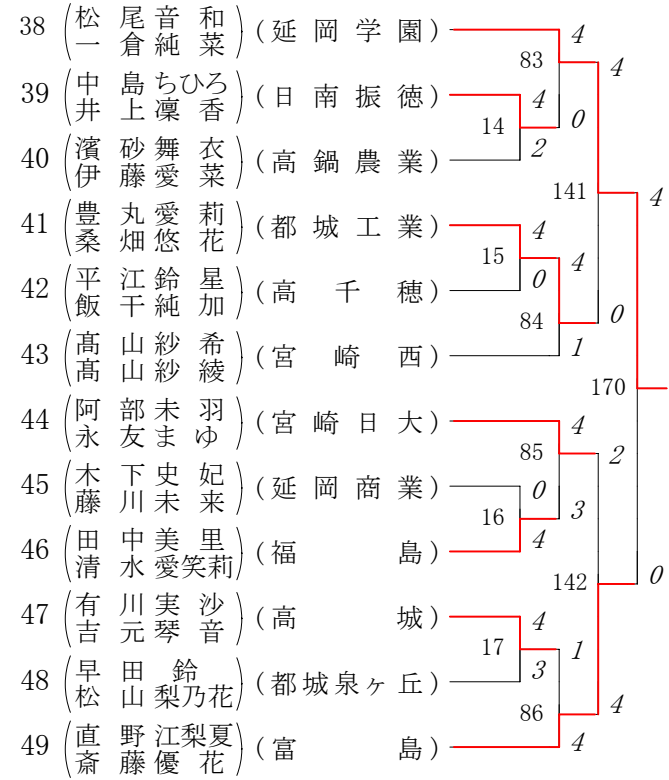 38 (松尾音和 一倉純菜) (延岡学園) 4
83 4
39 (中島ちひろ 井上凜香) (日南振徳) 4 0
14
40 (濱砂舞衣 伊藤愛菜) (高鍋農業) 2
141 4
41 (豊丸愛莉 桑畑悠花) (都城工業) 4
15 4
42 (平江鈴星 飯干純加) (高千穂) 0
84 0
43 (髙山紗希 髙山紗綾) (宮崎西) 1
170
44 (阿部未羽 永友まゆ) (宮崎日大) 4
85 2
45 (木下史妃 藤川未来) (延岡商業) 0
16 3
46 (田中美里 清水愛笑莉) (福島) 4
142 0
47 (有川実沙 吉元琴音) (高城) 4
17 1
48 (早田鈴 松山梨乃花) (都城泉ヶ丘) 3
86 4
49 (直野江梨夏 斎藤優花) (富島) 4